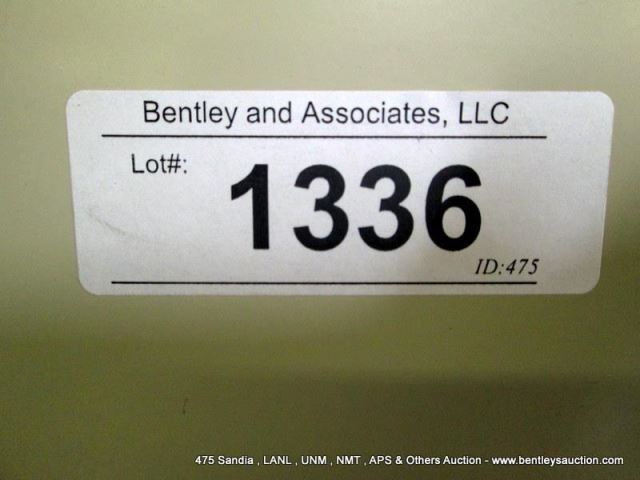 Bentley and Associates, LLC
Lot#:
1336
ID:475
475 Sandia , LANL , UNM , NMT , APS & Others Auction - www.bentleysauction.com